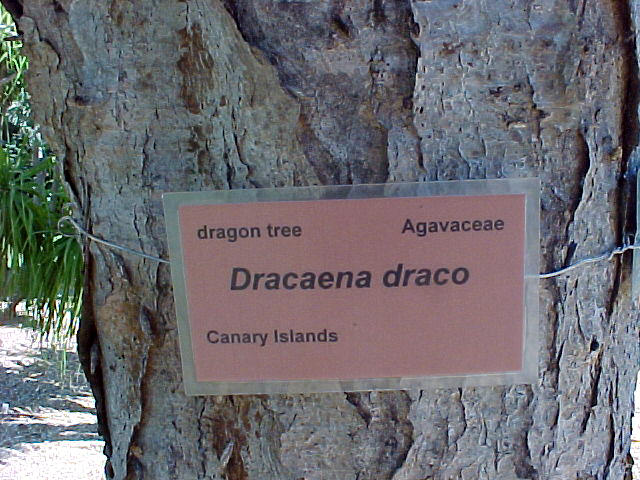 dragon tree Agavaceae
Dracaena draco
Canary Islands